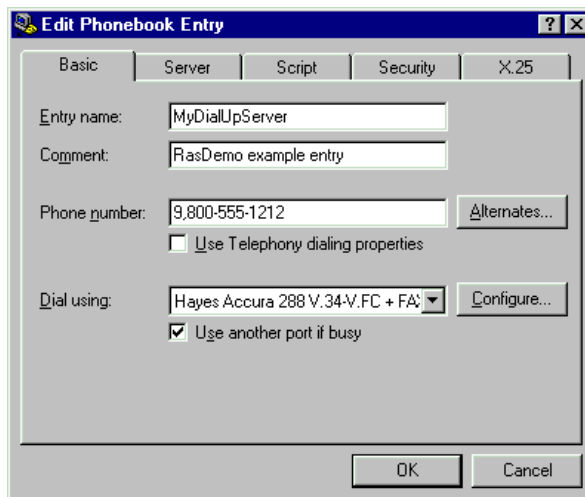 Edit Phonebook Entry
Basic Server Script Security X.25
Entry name: MyDialUpServer
Comment: RasDemo example entry
Phone number: 9,800-555-1212 Alternates...
Use Telephony dialing properties
Dial using: Hayes Accura 288 V.34-V.FC + FAX Configure...
Use another port if busy
OK Cancel